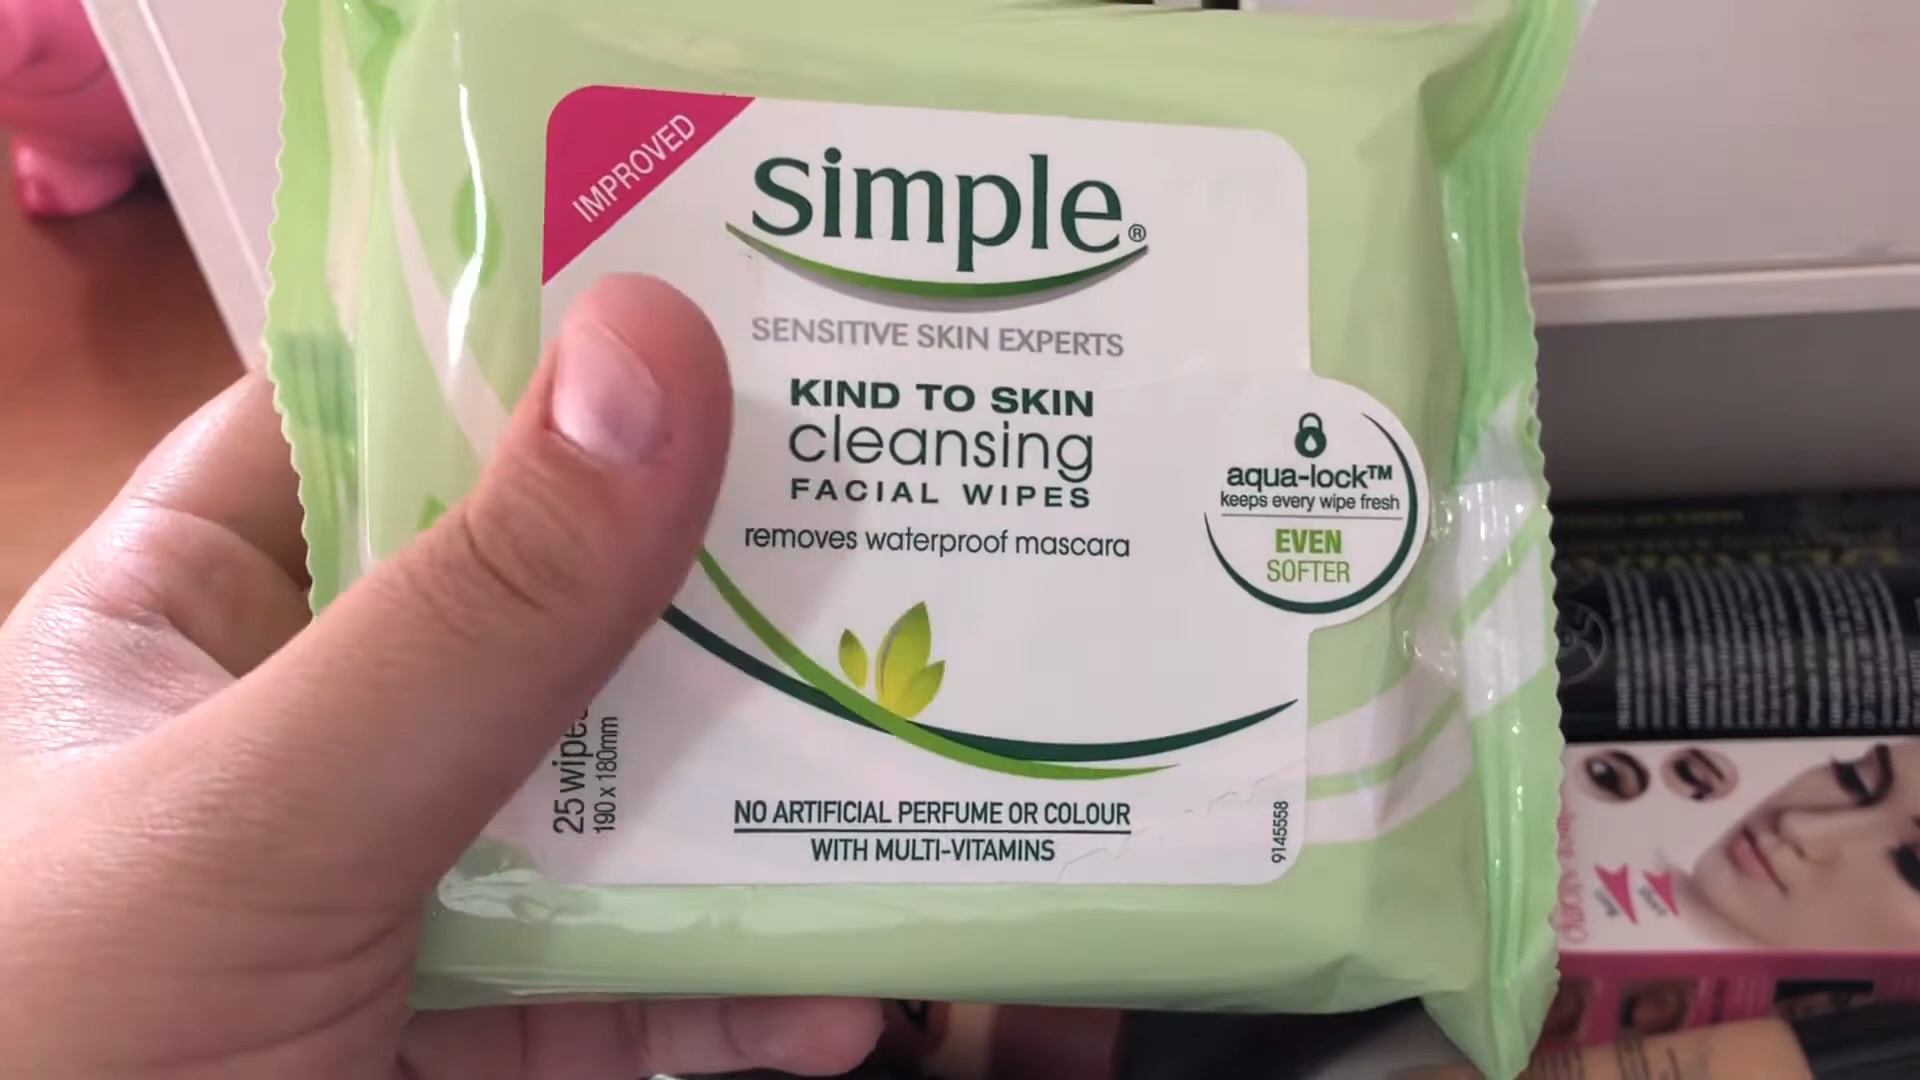 IMPROVED
simple®
SENSITIVE SKIN EXPERTS
KIND TO SKIN
cleansing
FACIAL WIPES
removes waterproof mascara
aqua-lock™
keeps every wipe fresh
EVEN
SOFTER
25 wipes
190 x 180mm
NO ARTIFICIAL PERFUME OR COLOUR
WITH MULTI-VITAMINS
9145558